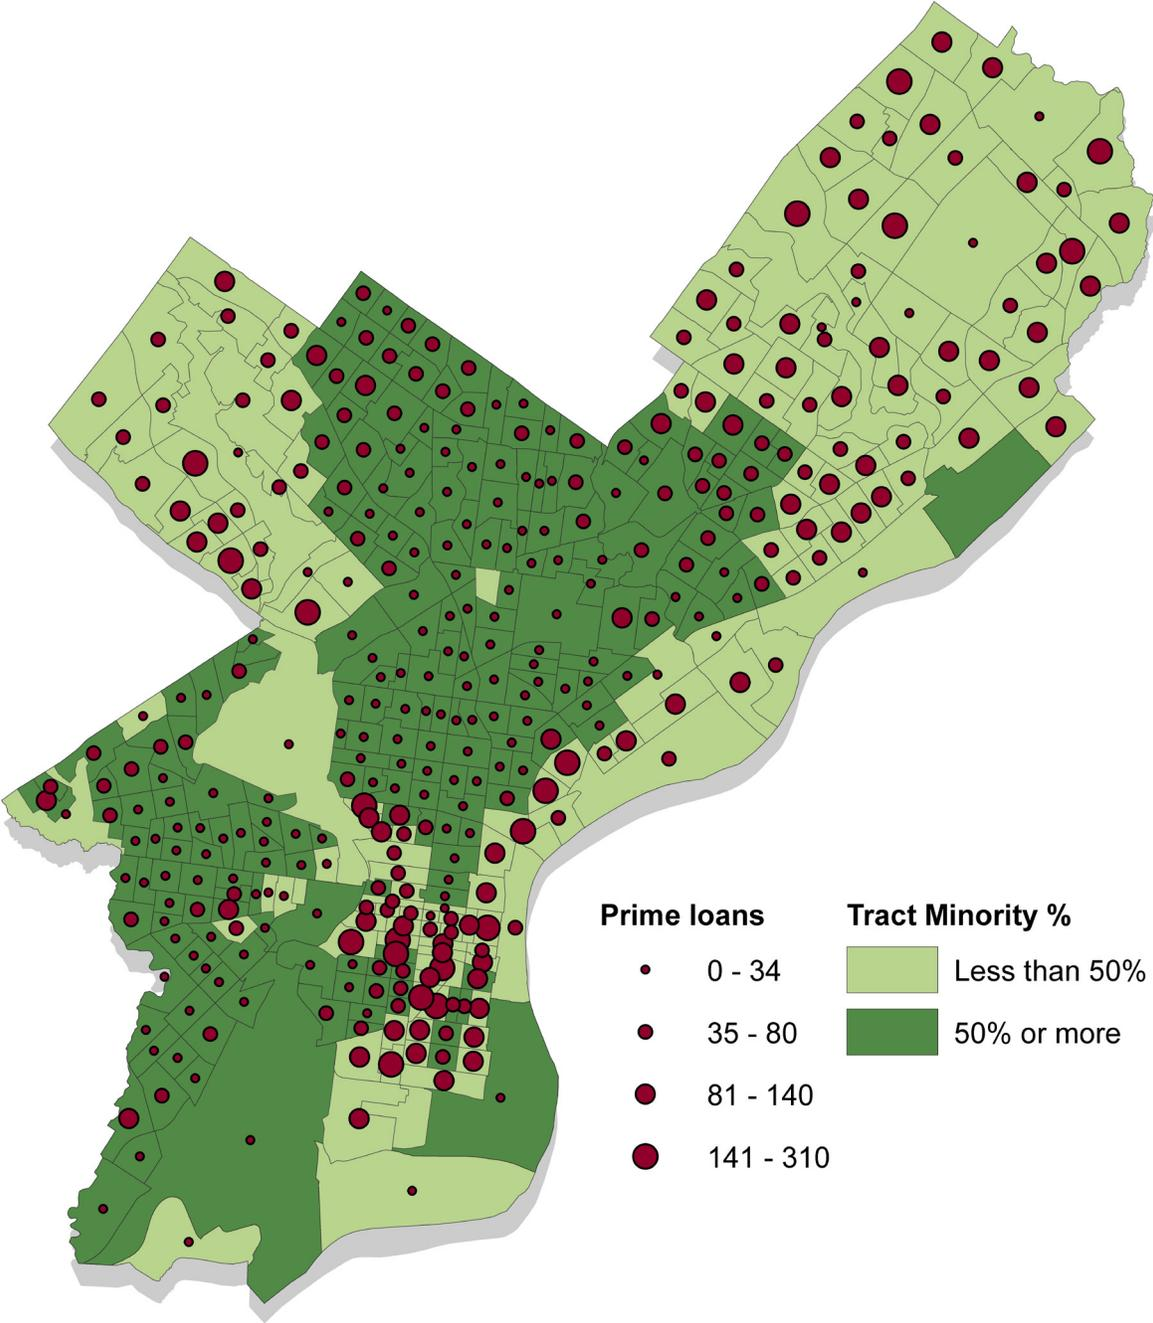 Prime loans
0 - 34
35 - 80
81 - 140
141 - 310
Tract Minority %
Less than 50%
50% or more